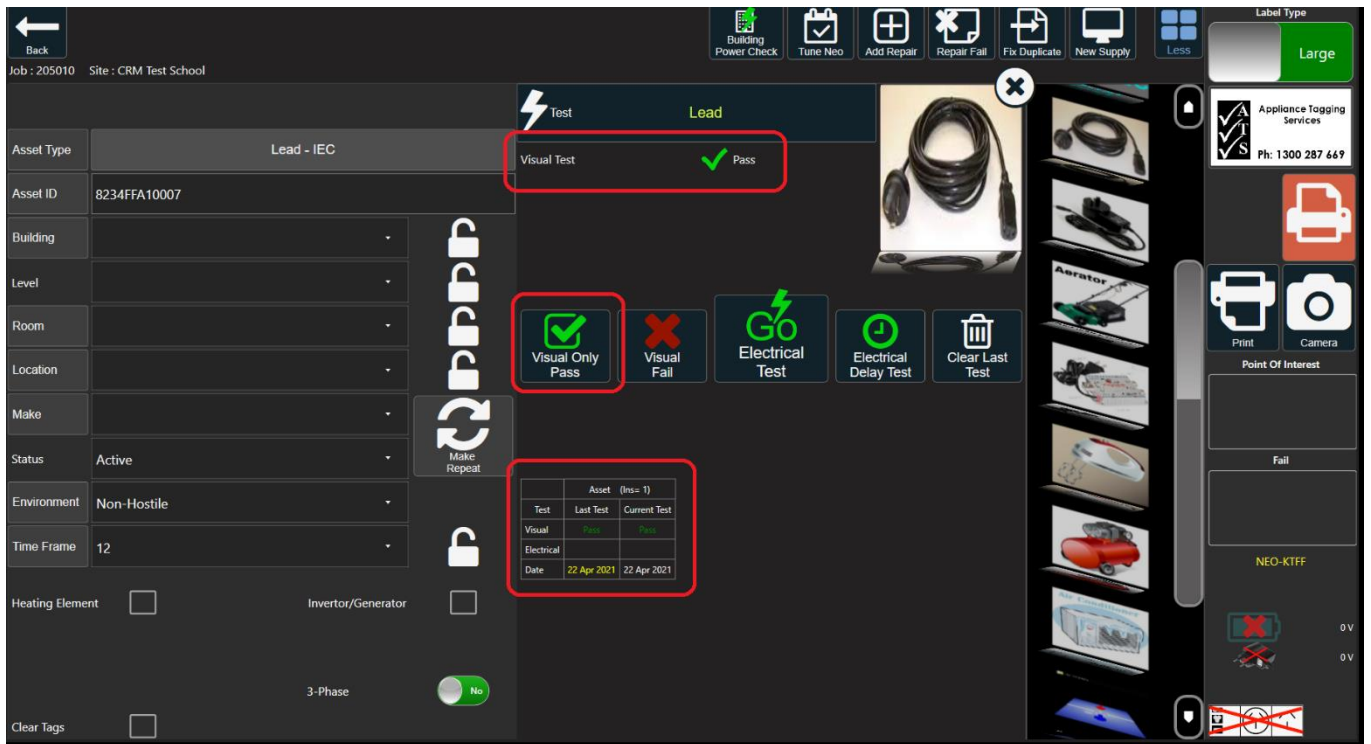 Back
Job : 205010 Site : CRM Test School
Building
Power Check
Tune Neo
Add Repair
Repair Fail
Fix Duplicate
New Supply
Less
Label Type
Large
Asset Type
Lead - IEC
Asset ID
8234FFA10007
Building
Level
Room
Location
Make
Status
Active
Make
Repeat
Environment
Non-Hostile
Time Frame
12
Heating Element
Invertor/Generator
3-Phase
No
Clear Tags
Test
Lead
Visual Test
Pass
Visual Only
Pass
Visual
Fail
Go
Electrical
Test
Electrical
Delay Test
Clear Last
Test
Asset (Ins= 1)
Test Last Test Current Test
Visual Pass Pass
Electrical
Date 22 Apr 2021 22 Apr 2021
Aerator
Air Conditioner
ATS
Appliance Tagging
Services
Ph: 1300 287 669
Print
Camera
Point Of Interest
Fail
NEO-KTFF
0 V
0 V